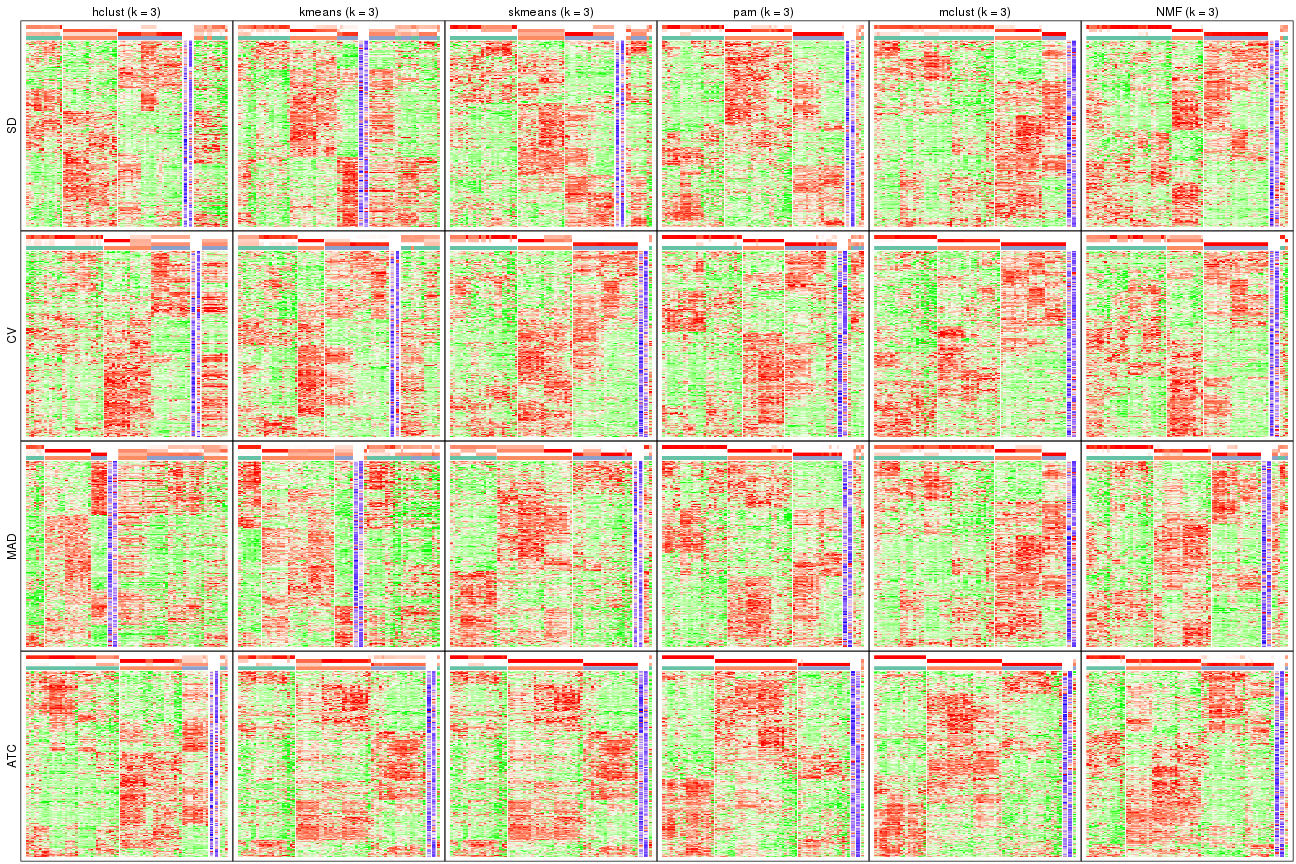 hclust (k = 3) kmeans (k = 3) skmeans (k = 3) pam (k = 3) mclust (k = 3) NMF (k = 3)
SD
CV
MAD
ATC